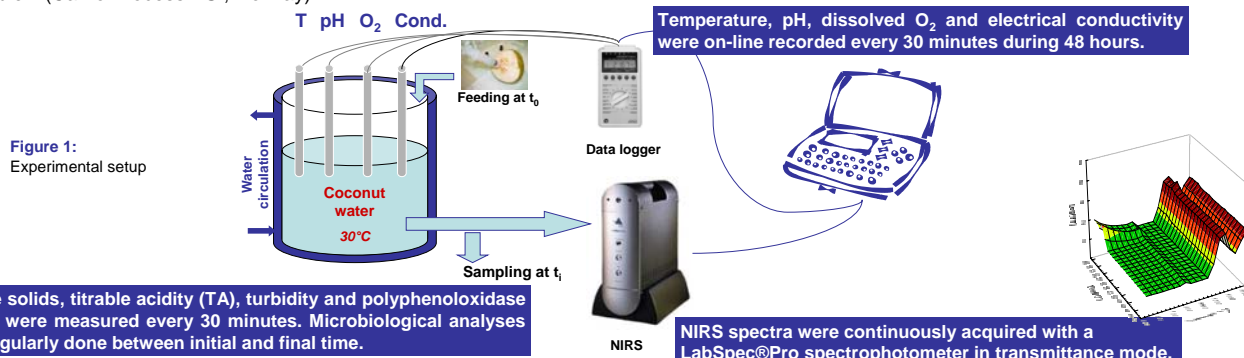 T pH O₂ Cond.
Temperature, pH, dissolved O₂ and electrical conductivity
were on-line recorded every 30 minutes during 48 hours.
Feeding at t₀
Data logger
Figure 1:
Experimental setup
Water
circulation
Coconut
water
30°C
Sampling at tᵢ
solids, titrable acidity (TA), turbidity and polyphenoloxidase
were measured every 30 minutes. Microbiological analyses
done between initial and final time.
NIRS
NIRS spectra were continuously acquired with a
LabSpec®Pro spectrophotometer in transmittance mode.